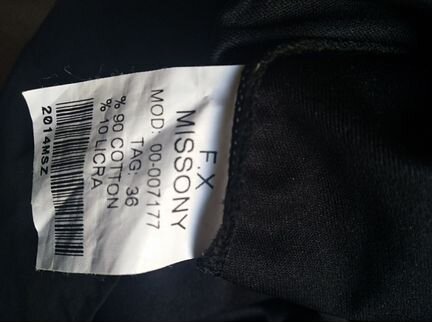 F.X
MISSONY
MOD: 00-007177
TAG: 36
% 90 COTTON
% 10 LICRA
2014MSZ